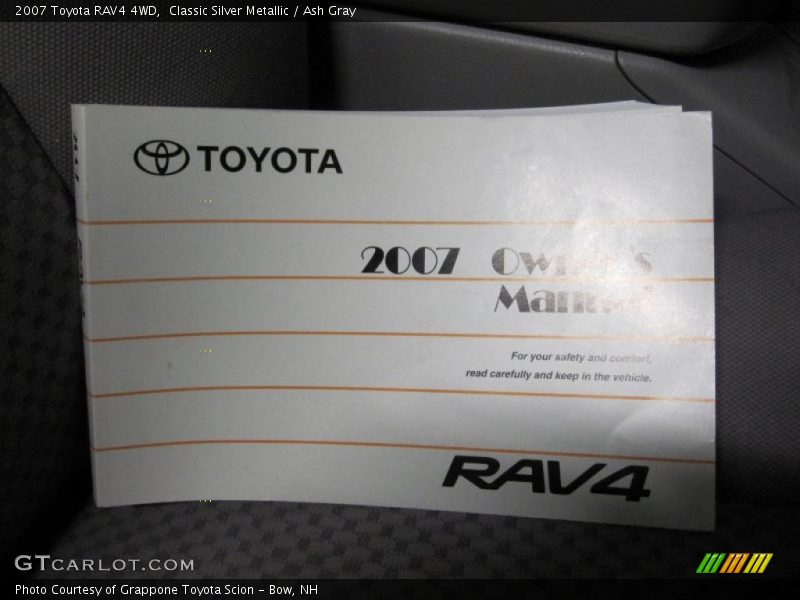 2007 Toyota RAV4 4WD,  Classic Silver Metallic / Ash Gray
TOYOTA
2007 Owner's
Manual
For your safety and comfort,
read carefully and keep in the vehicle.
RAV4
GTCARLOT.COM
Photo Courtesy of Grappone Toyota Scion - Bow, NH